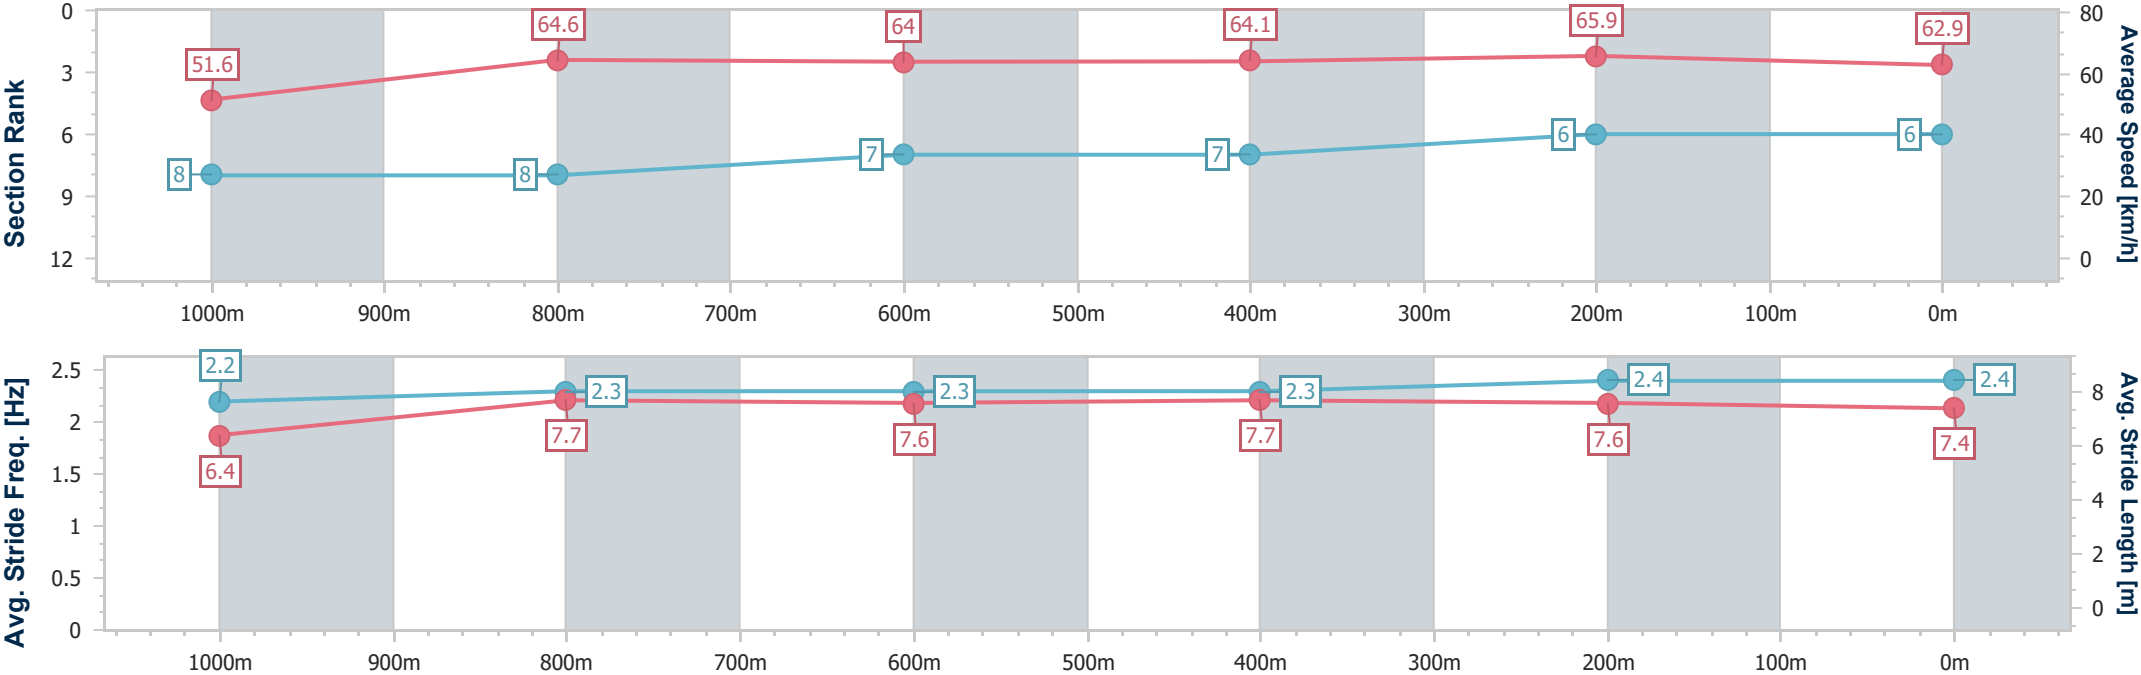 Section Rank
0
3
6
9
12
51.6
64.6
64
64.1
65.9
62.9
8
8
7
7
6
6
80
60
40
20
0
Average Speed [km/h]
1000m
900m
800m
700m
600m
500m
400m
300m
200m
100m
0m
Avg. Stride Freq. [Hz]
2.5
2
1.5
1
0.5
0
2.2
2.3
2.3
2.3
2.4
2.4
6.4
7.7
7.6
7.7
7.6
7.4
8
6
4
2
0
Avg. Stride Length [m]
1000m
900m
800m
700m
600m
500m
400m
300m
200m
100m
0m